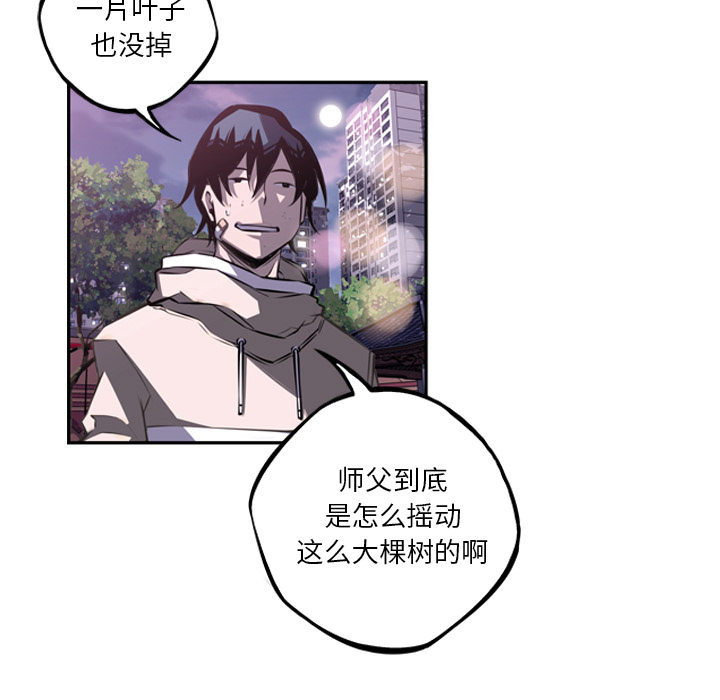 一片叶子
也没掉
师父到底
是怎么摇动
这么大棵树的啊